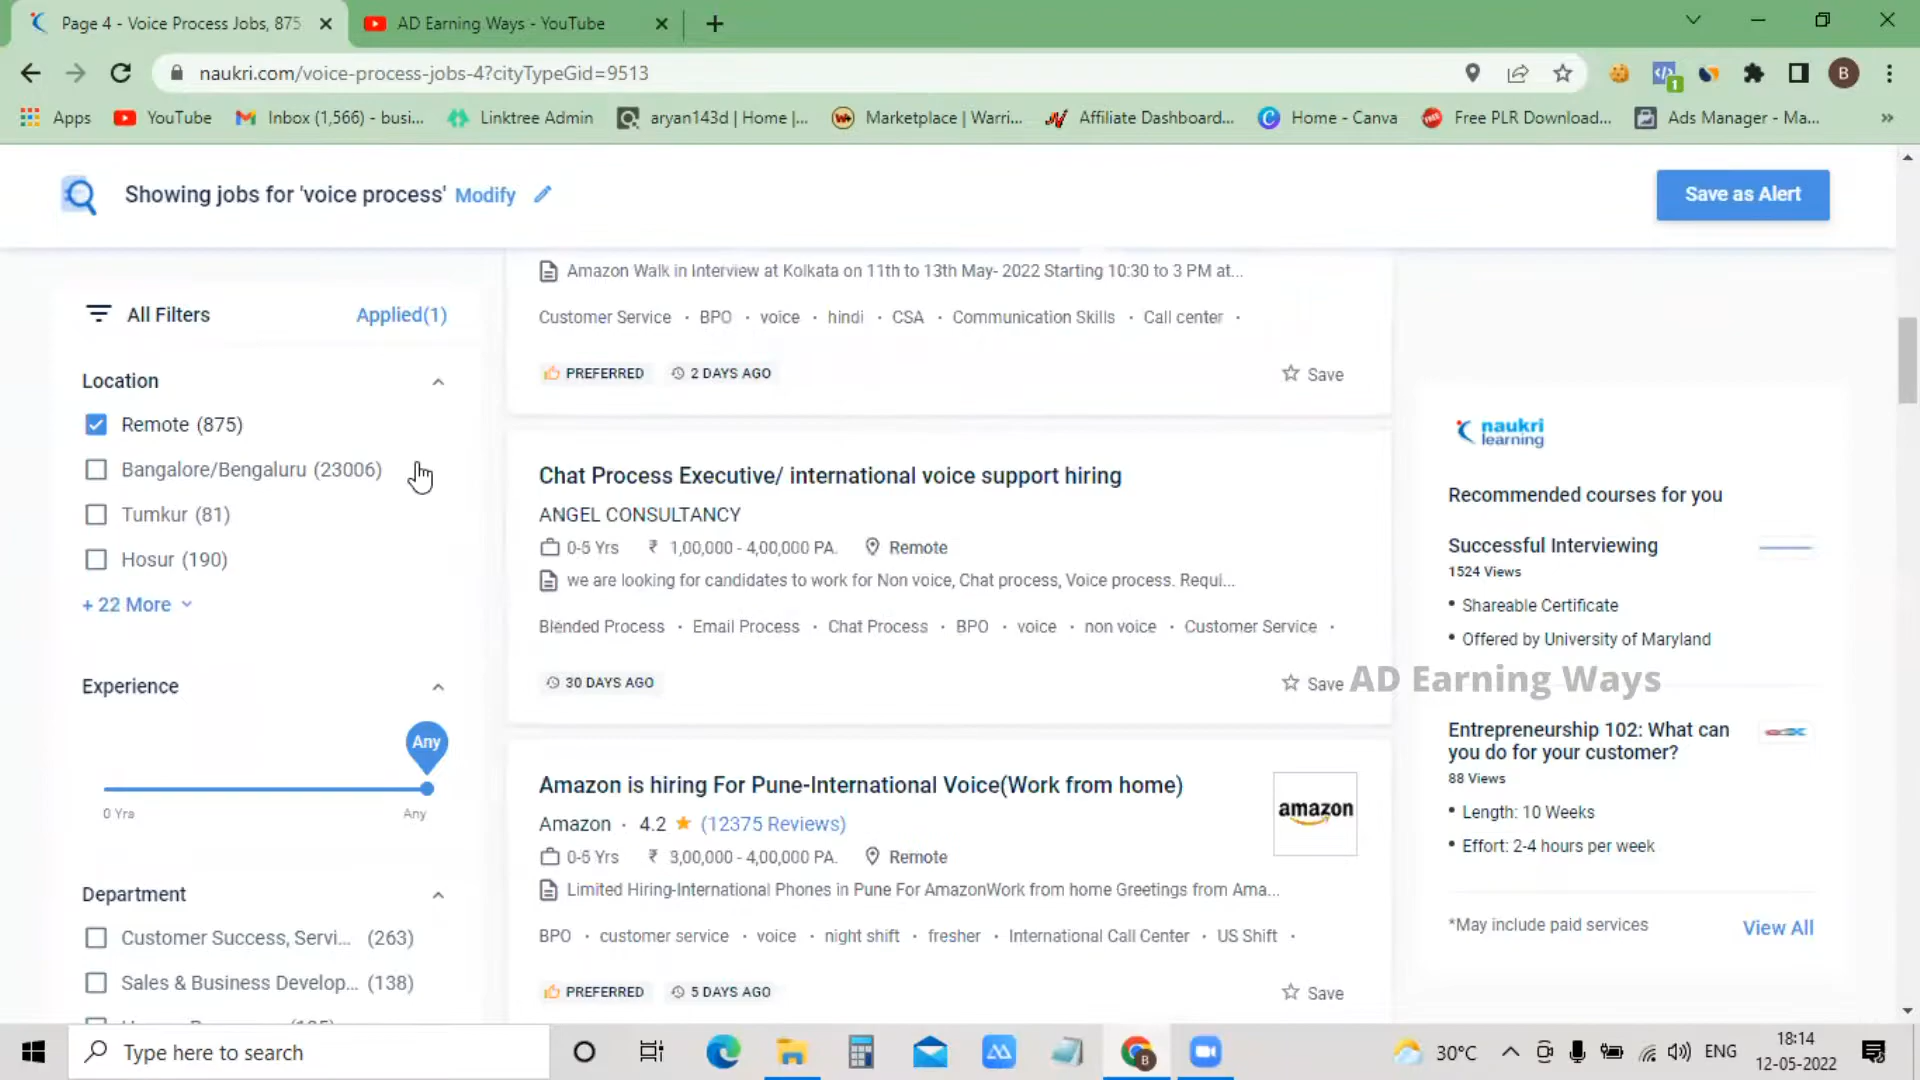 Page 4 - Voice Process Jobs, 875
AD Earning Ways - YouTube
naukri.com/voice-process-jobs-4?cityTypeGid=9513
B
Apps
YouTube
Inbox (1,566) - busi...
Linktree Admin
aryan143d | Home |...
Marketplace | Warri...
Affiliate Dashboard...
Home - Canva
Free PLR Download...
Ads Manager - Ma...
Showing jobs for 'voice process' Modify
Save as Alert
All Filters
Applied(1)
Location
Remote (875)
Bangalore/Bengaluru (23006)
Tumkur (81)
Hosur (190)
+ 22 More
Experience
Any
0 Yrs
Any
Department
Customer Success, Servi... (263)
Sales & Business Develop... (138)
Amazon Walk in Interview at Kolkata on 11th to 13th May- 2022 Starting 10:30 to 3 PM at...
Customer Service · BPO · voice · hindi · CSA · Communication Skills · Call center ·
PREFERRED 2 DAYS AGO
Save
Chat Process Executive/ international voice support hiring
ANGEL CONSULTANCY
0-5 Yrs ₹ 1,00,000 - 4,00,000 PA. Remote
we are looking for candidates to work for Non voice, Chat process, Voice process. Requi...
Blended Process · Email Process · Chat Process · BPO · voice · non voice · Customer Service ·
30 DAYS AGO
Save
Amazon is hiring For Pune-International Voice(Work from home)
Amazon · 4.2 (12375 Reviews)
0-5 Yrs ₹ 3,00,000 - 4,00,000 PA. Remote
Limited Hiring-International Phones in Pune For AmazonWork from home Greetings from Ama...
BPO · customer service · voice · night shift · fresher · International Call Center · US Shift ·
PREFERRED 5 DAYS AGO
Save
amazon
naukri
learning
Recommended courses for you
Successful Interviewing
1524 Views
• Shareable Certificate
• Offered by University of Maryland
AD Earning Ways
Entrepreneurship 102: What can
you do for your customer?
88 Views
• Length: 10 Weeks
• Effort: 2-4 hours per week
*May include paid services
View All
Type here to search
30°C
ENG
18:14
12-05-2022